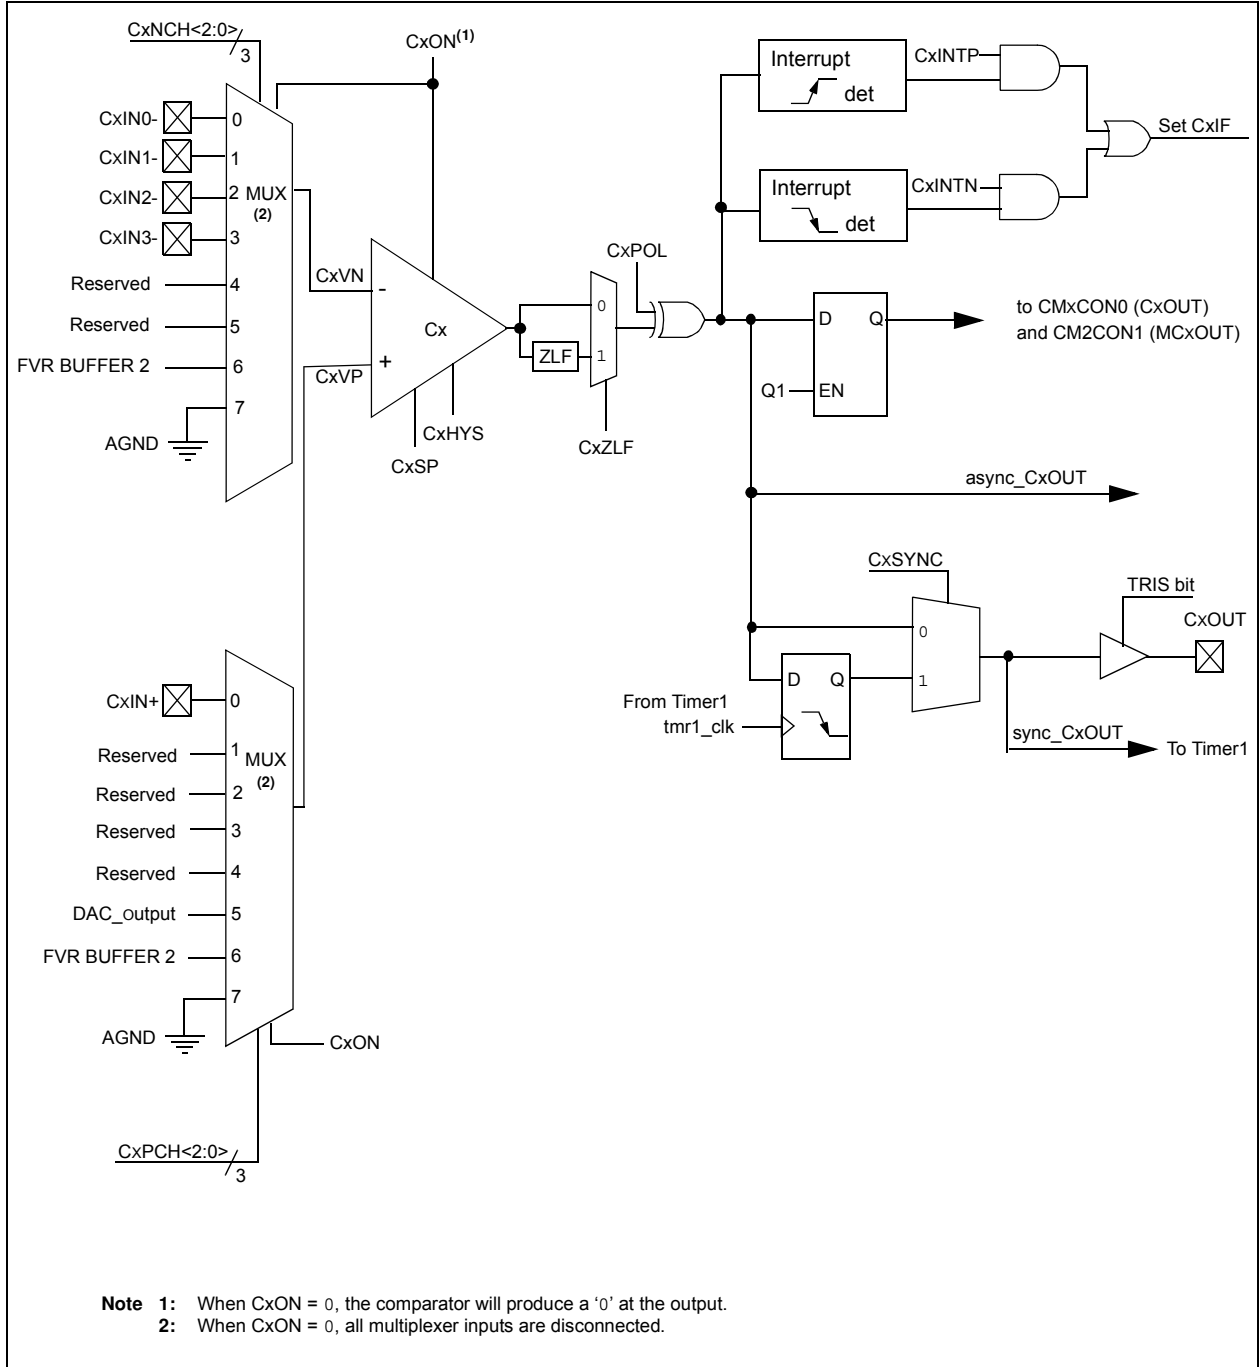 CxNCH<2:0>
3
CxON(1)
CxIN0-
0
CxIN1-
1
CxIN2-
2
MUX
(2)
CxIN3-
3
Reserved
4
Reserved
5
FVR BUFFER 2
6
7
AGND
CxVN
-
Cx
CxVP
+
CxHYS
CxSP
0
ZLF
1
CxZLF
CxPOL
Interrupt
det
CxINTP
Interrupt
det
CxINTN
Set CxIF
D
Q
Q1
EN
to CMxCON0 (CxOUT)
and CM2CON1 (MCxOUT)
async_CxOUT
CxSYNC
0
1
D
Q
From Timer1
tmr1_clk
TRIS bit
CxOUT
sync_CxOUT
To Timer1
CxIN+
0
Reserved
1
MUX
(2)
Reserved
2
Reserved
3
Reserved
4
DAC_output
5
FVR BUFFER 2
6
7
AGND
CxON
CxPCH<2:0>
3
Note 1: When CxON = 0, the comparator will produce a ‘0’ at the output.
2: When CxON = 0, all multiplexer inputs are disconnected.